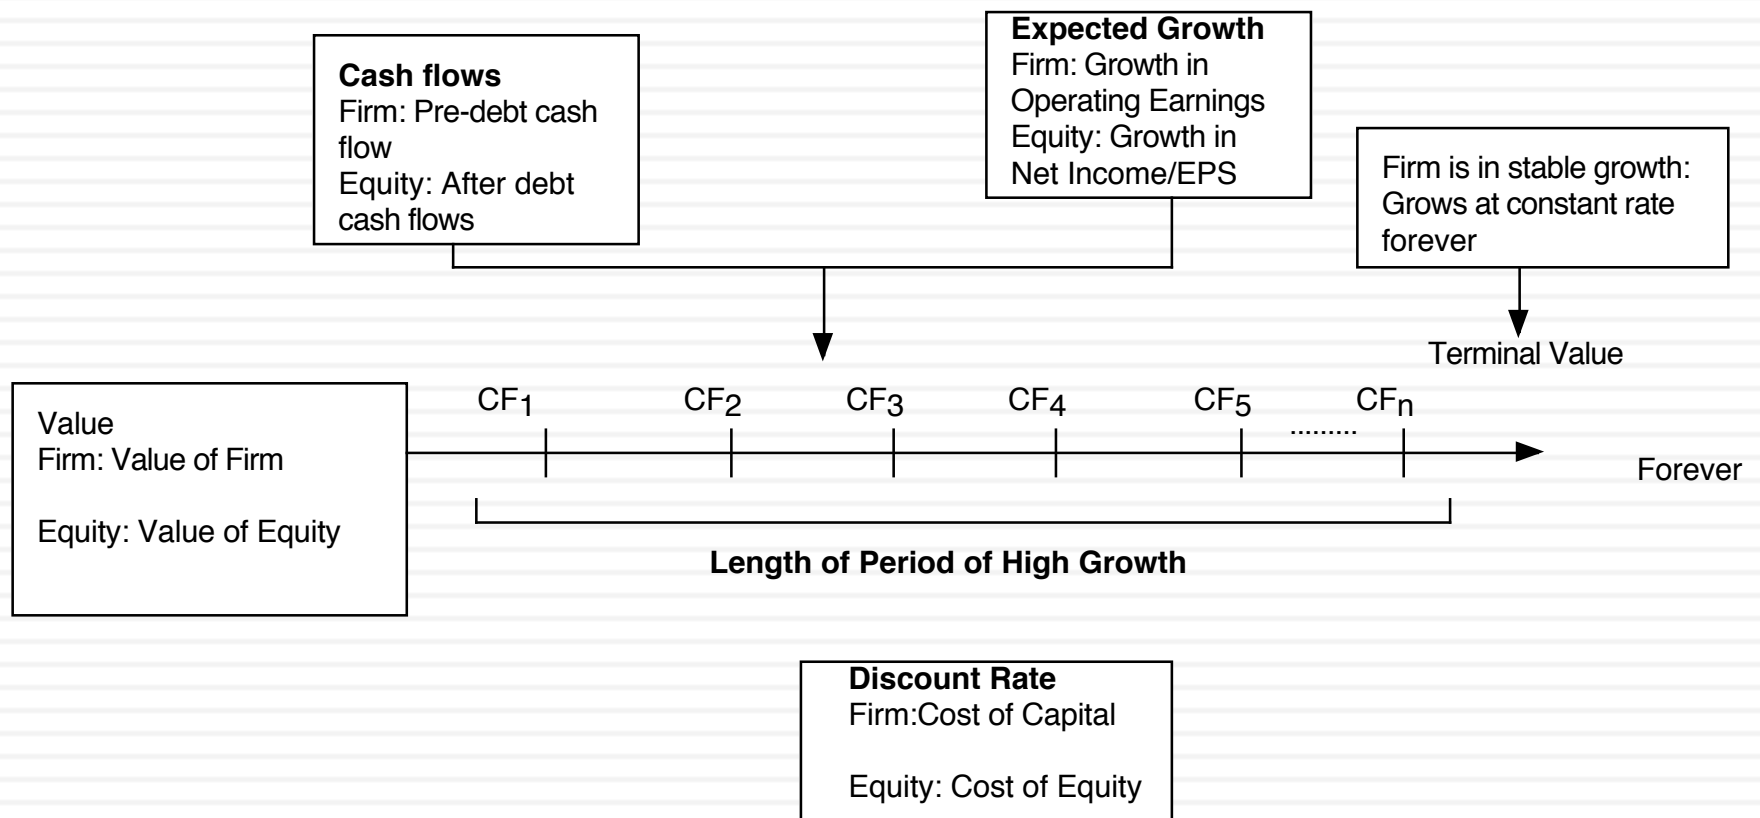 Cash flows
Firm: Pre-debt cash
flow
Equity: After debt
cash flows
Expected Growth
Firm: Growth in
Operating Earnings
Equity: Growth in
Net Income/EPS
Firm is in stable growth:
Grows at constant rate
forever
Terminal Value
CF1 CF2 CF3 CF4 CF5 ......... CFn
Forever
Value
Firm: Value of Firm
Equity: Value of Equity
Length of Period of High Growth
Discount Rate
Firm:Cost of Capital
Equity: Cost of Equity